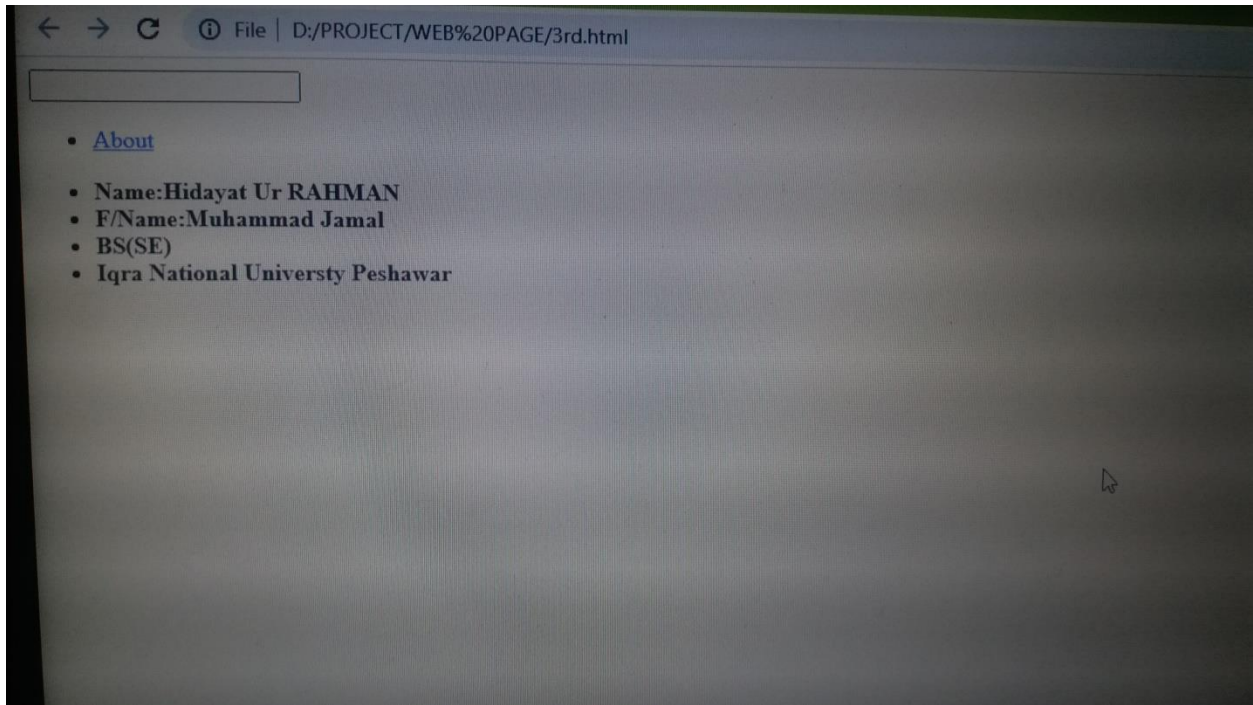 File | D:/PROJECT/WEB%20PAGE/3rd.html
About
Name:Hidayat Ur RAHMAN
F/Name:Muhammad Jamal
BS(SE)
Iqra National Universty Peshawar